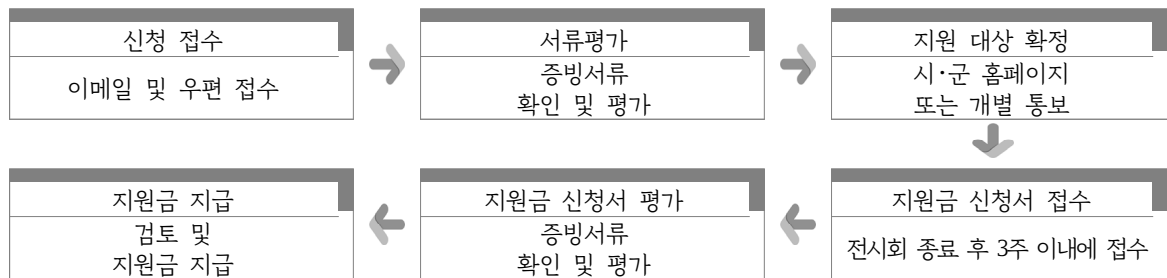 신청 접수
이메일 및 우편 접수
서류평가
증빙서류
확인 및 평가
지원 대상 확정
시·군 홈페이지
또는 개별 통보
지원금 신청서 접수
전시회 종료 후 3주 이내에 접수
지원금 신청서 평가
증빙서류
확인 및 평가
지원금 지급
검토 및
지원금 지급